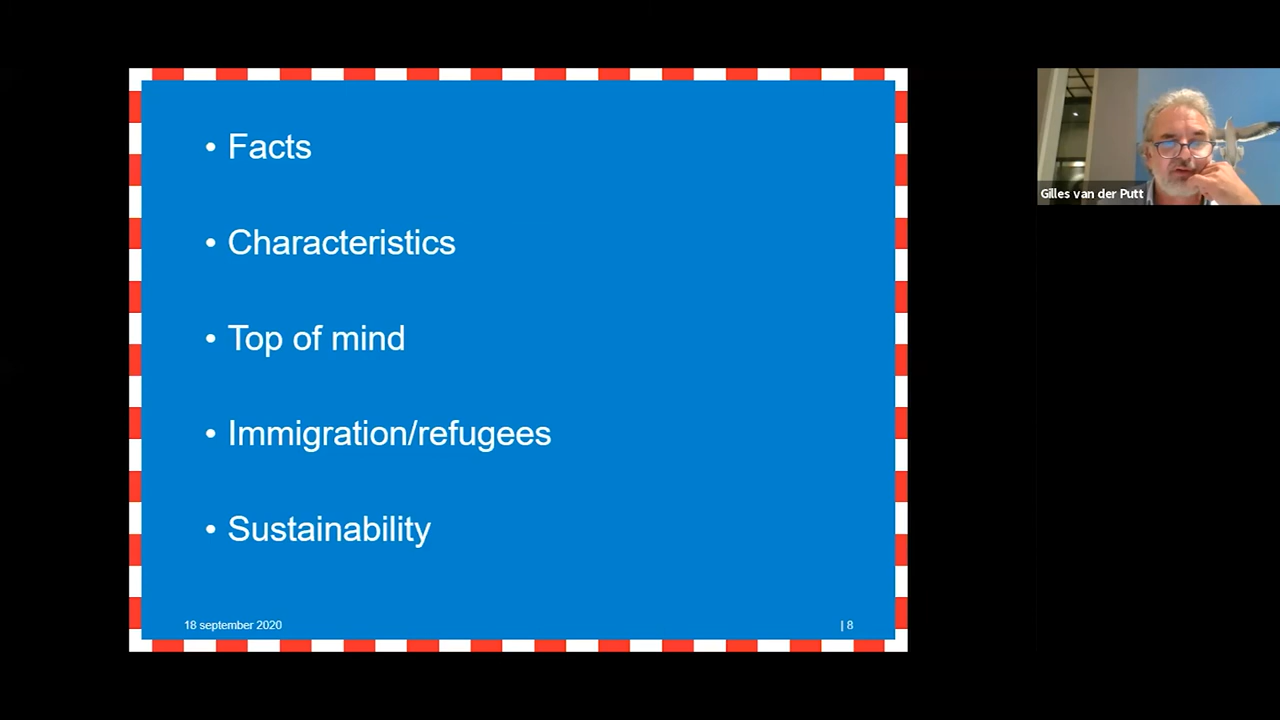 • Facts
• Characteristics
• Top of mind
• Immigration/refugees
• Sustainability
18 september 2020
| 8
Gilles van der Putt